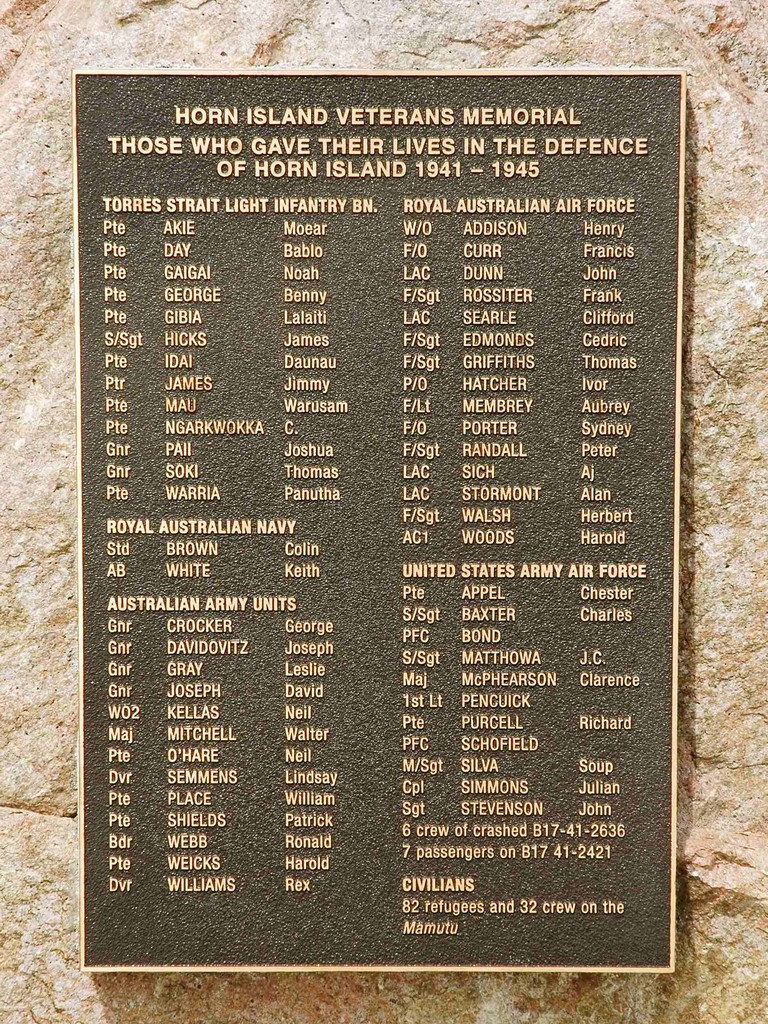 HORN ISLAND VETERANS MEMORIAL
THOSE WHO GAVE THEIR LIVES IN THE DEFENCE
OF HORN ISLAND 1941 – 1945
TORRES STRAIT LIGHT INFANTRY BN.
Pte AKIE Moear
Pte DAY Bablo
Pte GAIGAI Noah
Pte GEORGE Benny
Pte GIBIA Lalaiti
S/Sgt HICKS James
Pte IDAI Daunau
Ptr JAMES Jimmy
Pte MAU Warusam
Pte NGARKWOKKA C.
Gnr PAII Joshua
Gnr SOKI Thomas
Pte WARRIA Panutha
ROYAL AUSTRALIAN NAVY
Std BROWN Colin
AB WHITE Keith
AUSTRALIAN ARMY UNITS
Gnr CROCKER George
Gnr DAVIDOVITZ Joseph
Gnr GRAY Leslie
Gnr JOSEPH David
WO2 KELLAS Neil
Maj MITCHELL Walter
Pte O'HARE Neil
Dvr SEMMENS Lindsay
Pte PLACE William
Pte SHIELDS Patrick
Bdr WEBB Ronald
Pte WEICKS Harold
Dvr WILLIAMS Rex
ROYAL AUSTRALIAN AIR FORCE
W/O ADDISON Henry
F/O CURR Francis
LAC DUNN John
F/Sgt ROSSITER Frank
LAC SEARLE Clifford
F/Sgt EDMONDS Cedric
F/Sgt GRIFFITHS Thomas
P/O HATCHER Ivor
F/Lt MEMBREY Aubrey
F/O PORTER Sydney
F/Sgt RANDALL Peter
LAC SICH Aj
LAC STORMONT Alan
F/Sgt WALSH Herbert
AC1 WOODS Harold
UNITED STATES ARMY AIR FORCE
Pte APPEL Chester
S/Sgt BAXTER Charles
PFC BOND
S/Sgt MATTHOWA J.C.
Maj McPHEARSON Clarence
1st Lt PENCUICK
Pte PURCELL Richard
PFC SCHOFIELD
M/Sgt SILVA Soup
Cpl SIMMONS Julian
Sgt STEVENSON John
6 crew of crashed B17-41-2636
7 passengers on B17 41-2421
CIVILIANS
82 refugees and 32 crew on the
Mamutu